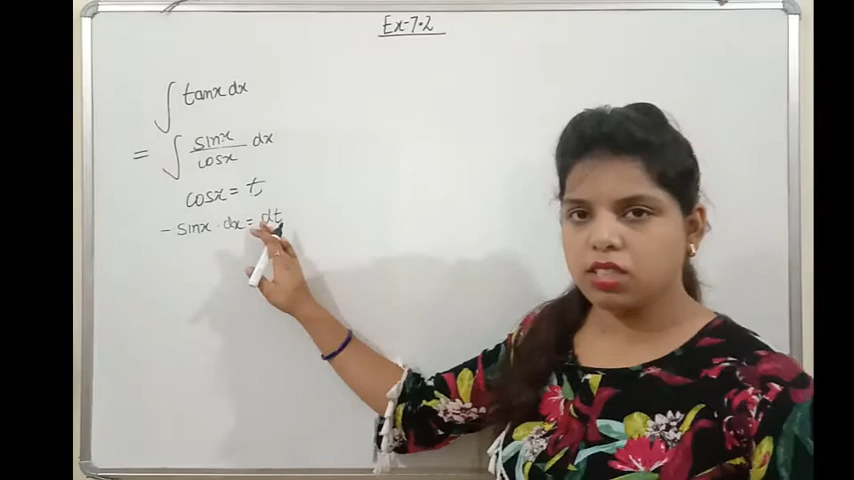 Ex-7.2
∫ tanx dx
= ∫ sinx/cosx dx
cosx = t
- sinx · dx = dt